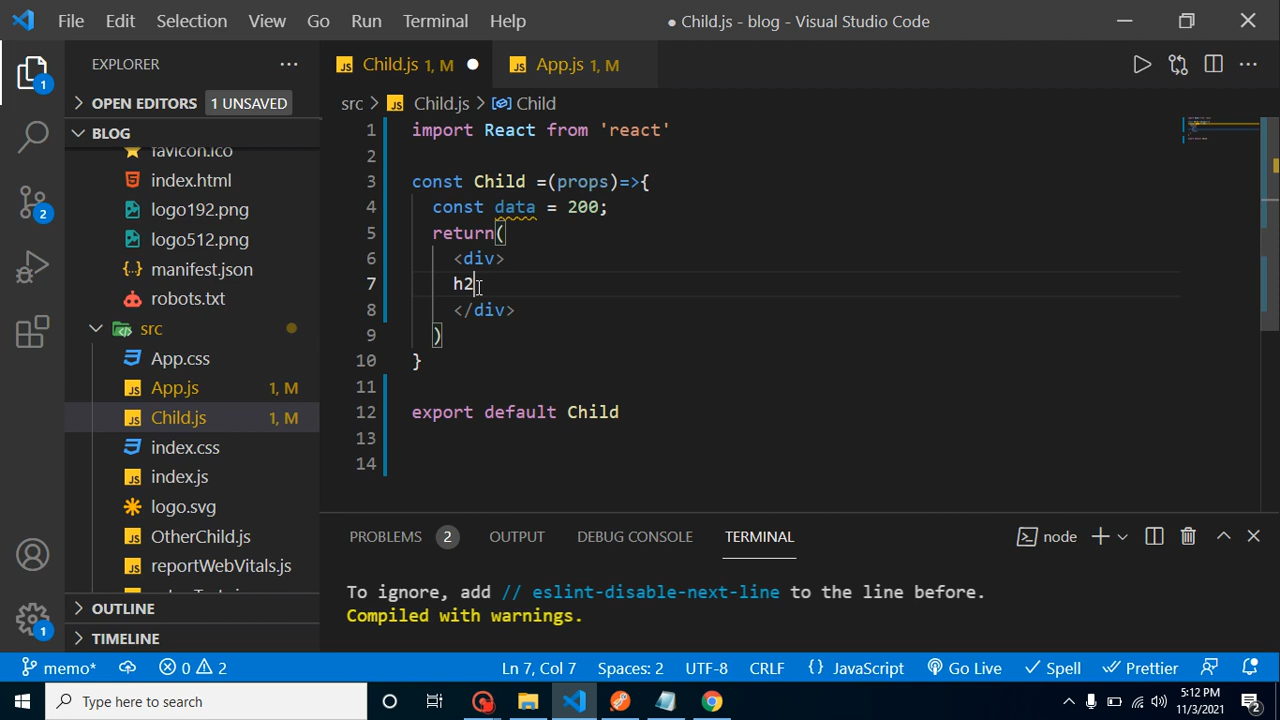 File Edit Selection View Go Run Terminal Help
● Child.js - blog - Visual Studio Code
EXPLORER
OPEN EDITORS 1 UNSAVED
BLOG
favicon.ico
index.html
logo192.png
logo512.png
manifest.json
robots.txt
src
App.css
App.js 1, M
Child.js 1, M
index.css
index.js
logo.svg
OtherChild.js
reportWebVitals.js
OUTLINE
TIMELINE
Child.js 1, M
App.js 1, M
src > Child.js > Child
1 import React from 'react'
2
3 const Child =(props)=>{
4 const data = 200;
5 return(
6 <div>
7 h2
8 </div>
9 )
10 }
11
12 export default Child
13
14
PROBLEMS 2 OUTPUT DEBUG CONSOLE TERMINAL node
To ignore, add // eslint-disable-next-line to the line before.
Compiled with warnings.
memo* 0 2 Ln 7, Col 7 Spaces: 2 UTF-8 CRLF {} JavaScript Go Live Spell Prettier
Type here to search
5:12 PM
11/3/2021